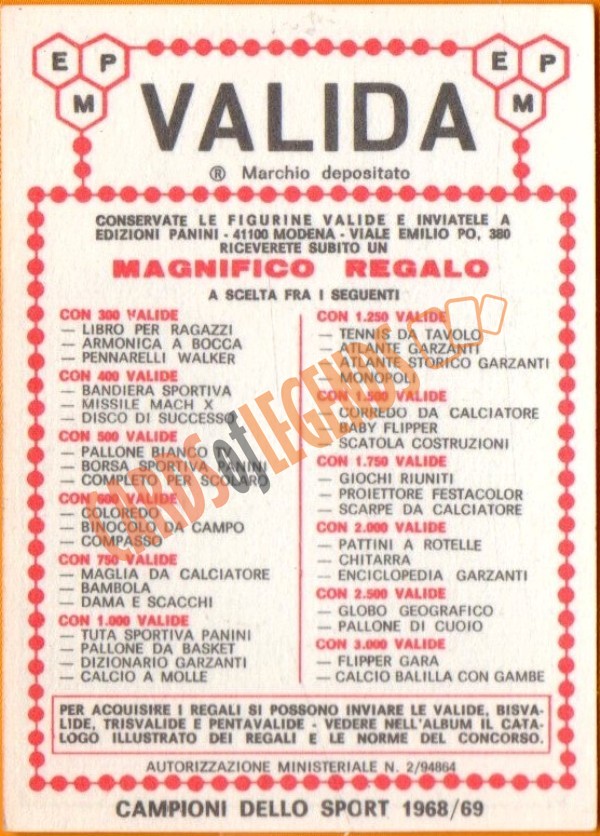 E P
M
E P
M
VALIDA
® Marchio depositato
CONSERVATE LE FIGURINE VALIDE E INVIATELE A
EDIZIONI PANINI - 41100 MODENA - VIALE EMILIO PO, 380
RICEVERETE SUBITO UN
MAGNIFICO REGALO
A SCELTA FRA I SEGUENTI
CON 300 VALIDE
— LIBRO PER RAGAZZI
— ARMONICA A BOCCA
— PENNARELLI WALKER
CON 400 VALIDE
— BANDIERA SPORTIVA
— MISSILE MACH X
— DISCO DI SUCCESSO
CON 500 VALIDE
— PALLONE BIANCO
— BORSA SPORTIVA PANINI
— COMPLETO PER SCOLARO
CON 600 VALIDE
— COLOREDO
— BINOCOLO DA CAMPO
— COMPASSO
CON 750 VALIDE
— MAGLIA DA CALCIATORE
— BAMBOLA
— DAMA E SCACCHI
CON 1.000 VALIDE
— TUTA SPORTIVA PANINI
— PALLONE DA BASKET
— DIZIONARIO GARZANTI
— CALCIO A MOLLE
CON 1.250 VALIDE
— TENNIS DA TAVOLO
— ATLANTE GARZANTI
— ATLANTE STORICO GARZANTI
— MONOPOLI
CON 1.500 VALIDE
— CORREDO DA CALCIATORE
— BABY FLIPPER
— SCATOLA COSTRUZIONI
CON 1.750 VALIDE
— GIOCHI RIUNITI
— PROIETTORE FESTACOLOR
— SCARPE DA CALCIATORE
CON 2.000 VALIDE
— PATTINI A ROTELLE
— CHITARRA
— ENCICLOPEDIA GARZANTI
CON 2.500 VALIDE
— GLOBO GEOGRAFICO
— PALLONE DI CUOIO
CON 3.000 VALIDE
— FLIPPER GARA
— CALCIO BALILLA CON GAMBE
CARDS of LEGENDS
PER ACQUISIRE I REGALI SI POSSONO INVIARE LE VALIDE, BISVA-
LIDE, TRISVALIDE E PENTAVALIDE - VEDERE NELL'ALBUM IL CATA-
LOGO ILLUSTRATO DEI REGALI E LE NORME DEL CONCORSO.
AUTORIZZAZIONE MINISTERIALE N. 2/94864
CAMPIONI DELLO SPORT 1968/69